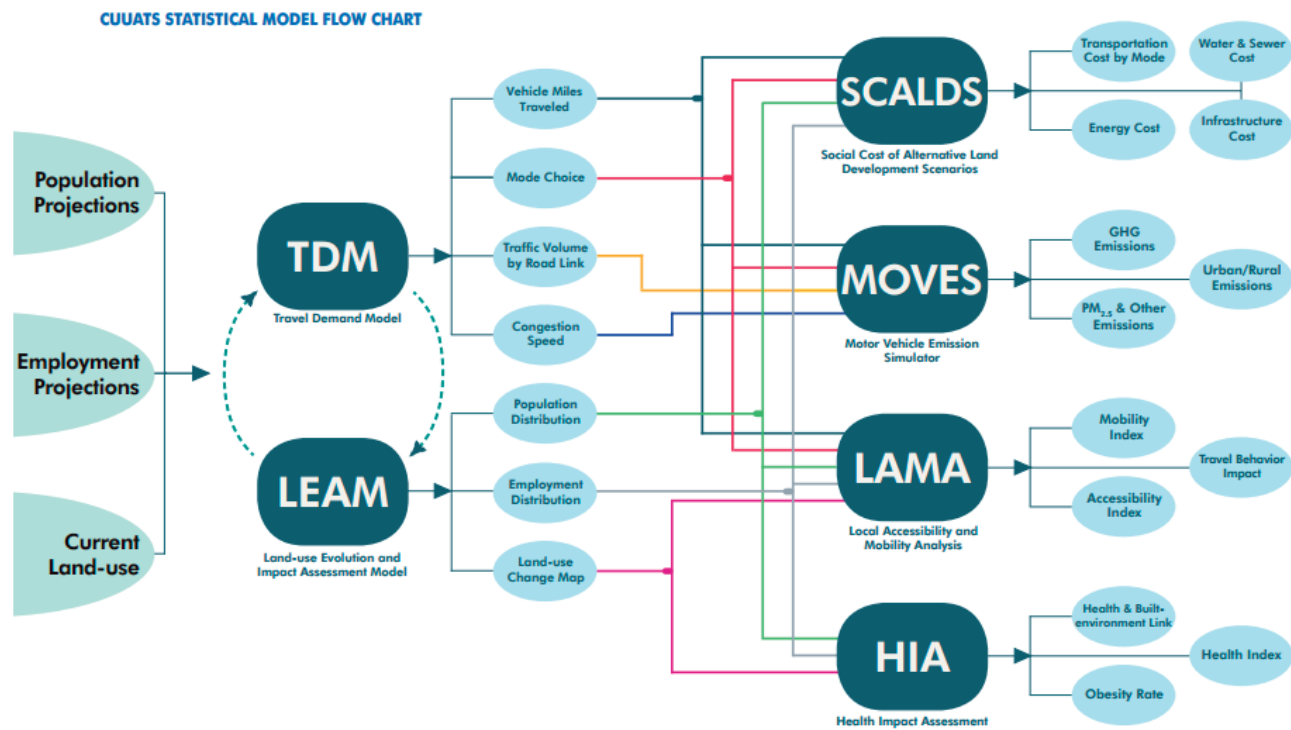 CUUATS STATISTICAL MODEL FLOW CHART
Population
Projections
Employment
Projections
Current
Land-use
TDM
Travel Demand Model
LEAM
Land-use Evolution and
Impact Assessment Model
Vehicle Miles
Traveled
Mode Choice
Traffic Volume
by Road Link
Congestion
Speed
Population
Distribution
Employment
Distribution
Land-use
Change Map
SCALDS
Social Cost of Alternative Land
Development Scenarios
MOVES
Motor Vehicle Emission
Simulator
LAMA
Local Accessibility and
Mobility Analysis
HIA
Health Impact Assessment
Transportation
Cost by Mode
Water & Sewer
Cost
Energy Cost
Infrastructure
Cost
GHG
Emissions
Urban/Rural
Emissions
PM2.5 & Other
Emissions
Mobility
Index
Travel Behavior
Impact
Accessibility
Index
Health & Built-
environment Link
Health Index
Obesity Rate